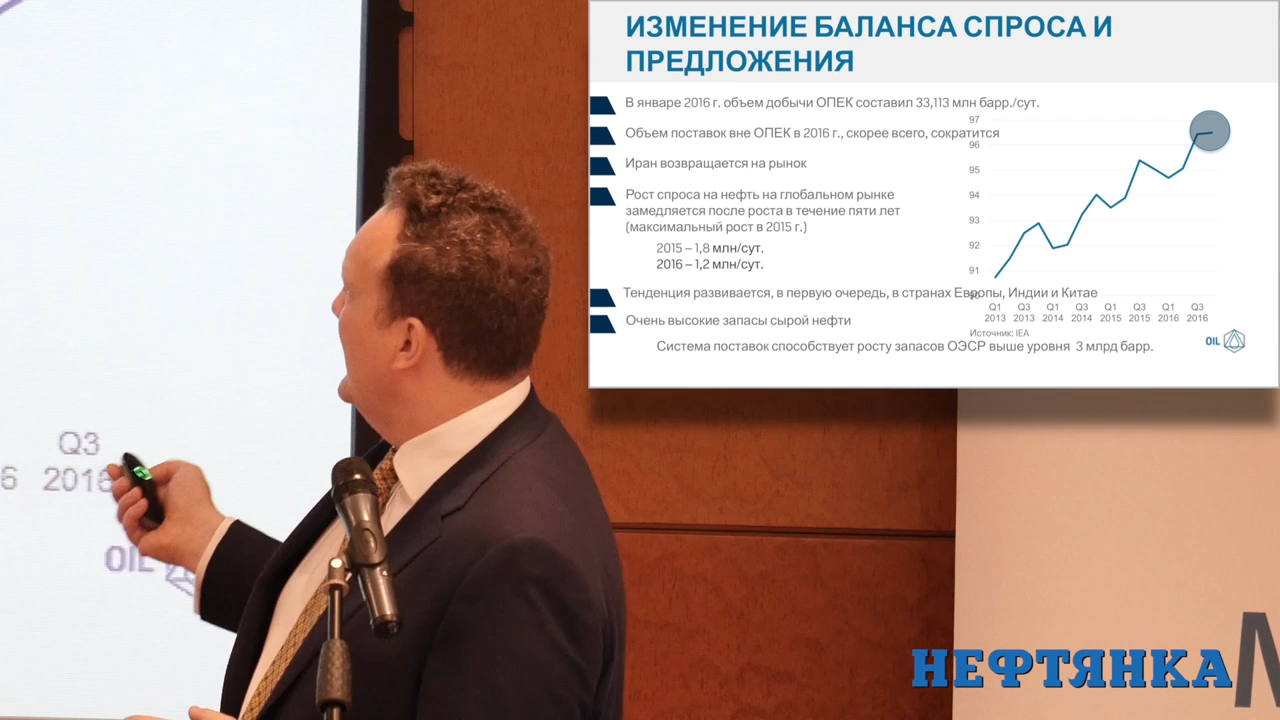 ИЗМЕНЕНИЕ БАЛАНСА СПРОСА И
ПРЕДЛОЖЕНИЯ
В январе 2016 г. объем добычи ОПЕК составил 33,113 млн барр./сут.
Объем поставок вне ОПЕК в 2016 г., скорее всего, сократится
Иран возвращается на рынок
Рост спроса на нефть на глобальном рынке
замедляется после роста в течение пяти лет
(максимальный рост в 2015 г.)
2015 – 1,8 млн/сут.
2016 – 1,2 млн/сут.
Тенденция развивается, в первую очередь, в странах Европы, Индии и Китае
Очень высокие запасы сырой нефти
Система поставок способствует росту запасов ОЭСР выше уровня 3 млрд барр.
97
96
95
94
93
92
91
90
Q1 Q3 Q1 Q3 Q1 Q3 Q1 Q3
2013 2013 2014 2014 2015 2015 2016 2016
Источник: IEA
OIL
Q3
6 2016
OIL
НЕФТЯНКА